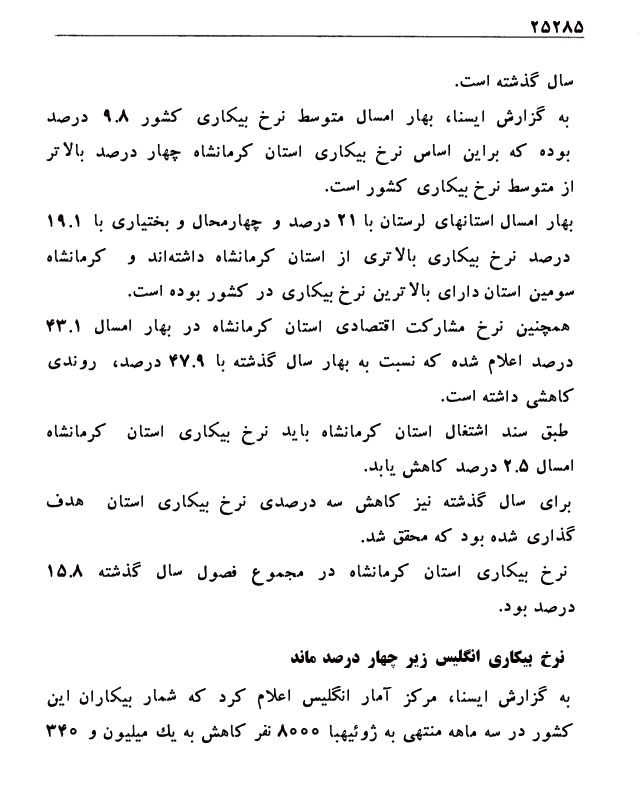 ۲۵۲۸۵
سال گذشته است.
به گزارش ایسنا، بهار امسال متوسط نرخ بیکاری کشور ۹.۸ درصد
بوده که براین اساس نرخ بیکاری استان کرمانشاه چهار درصد بالاتر
از متوسط نرخ بیکاری کشور است.
بهار امسال استانهای لرستان با ۲۱ درصد و چهارمحال و بختیاری با ۱۹.۱
درصد نرخ بیکاری بالاتری از استان کرمانشاه داشته‌اند و کرمانشاه
سومین استان دارای بالاترین نرخ بیکاری در کشور بوده است.
همچنین نرخ مشارکت اقتصادی استان کرمانشاه در بهار امسال ۴۳.۱
درصد اعلام شده که نسبت به بهار سال گذشته با ۴۷.۹ درصد، روندی
کاهشی داشته است.
طبق سند اشتغال استان کرمانشاه باید نرخ بیکاری استان کرمانشاه
امسال ۲.۵ درصد کاهش یابد.
برای سال گذشته نیز کاهش سه درصدی نرخ بیکاری استان هدف
گذاری شده بود که محقق شد.
نرخ بیکاری استان کرمانشاه در مجموع فصول سال گذشته ۱۵.۸
درصد بود.
نرخ بیکاری انگلیس زیر چهار درصد ماند
به گزارش ایسنا، مرکز آمار انگلیس اعلام کرد که شمار بیکاران این
کشور در سه ماهه منتهی به ژوئیهبا ۸۰۰۰ نفر کاهش به یك میلیون و ۳۴۰